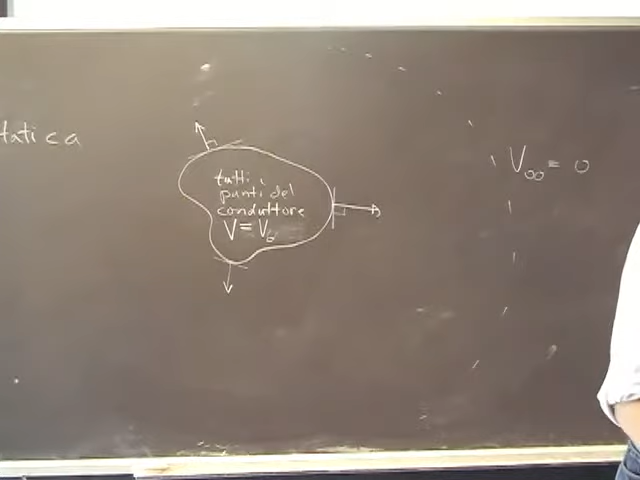 tatica
tutti i
punti del
conduttore
V = V₀
V∞ = 0